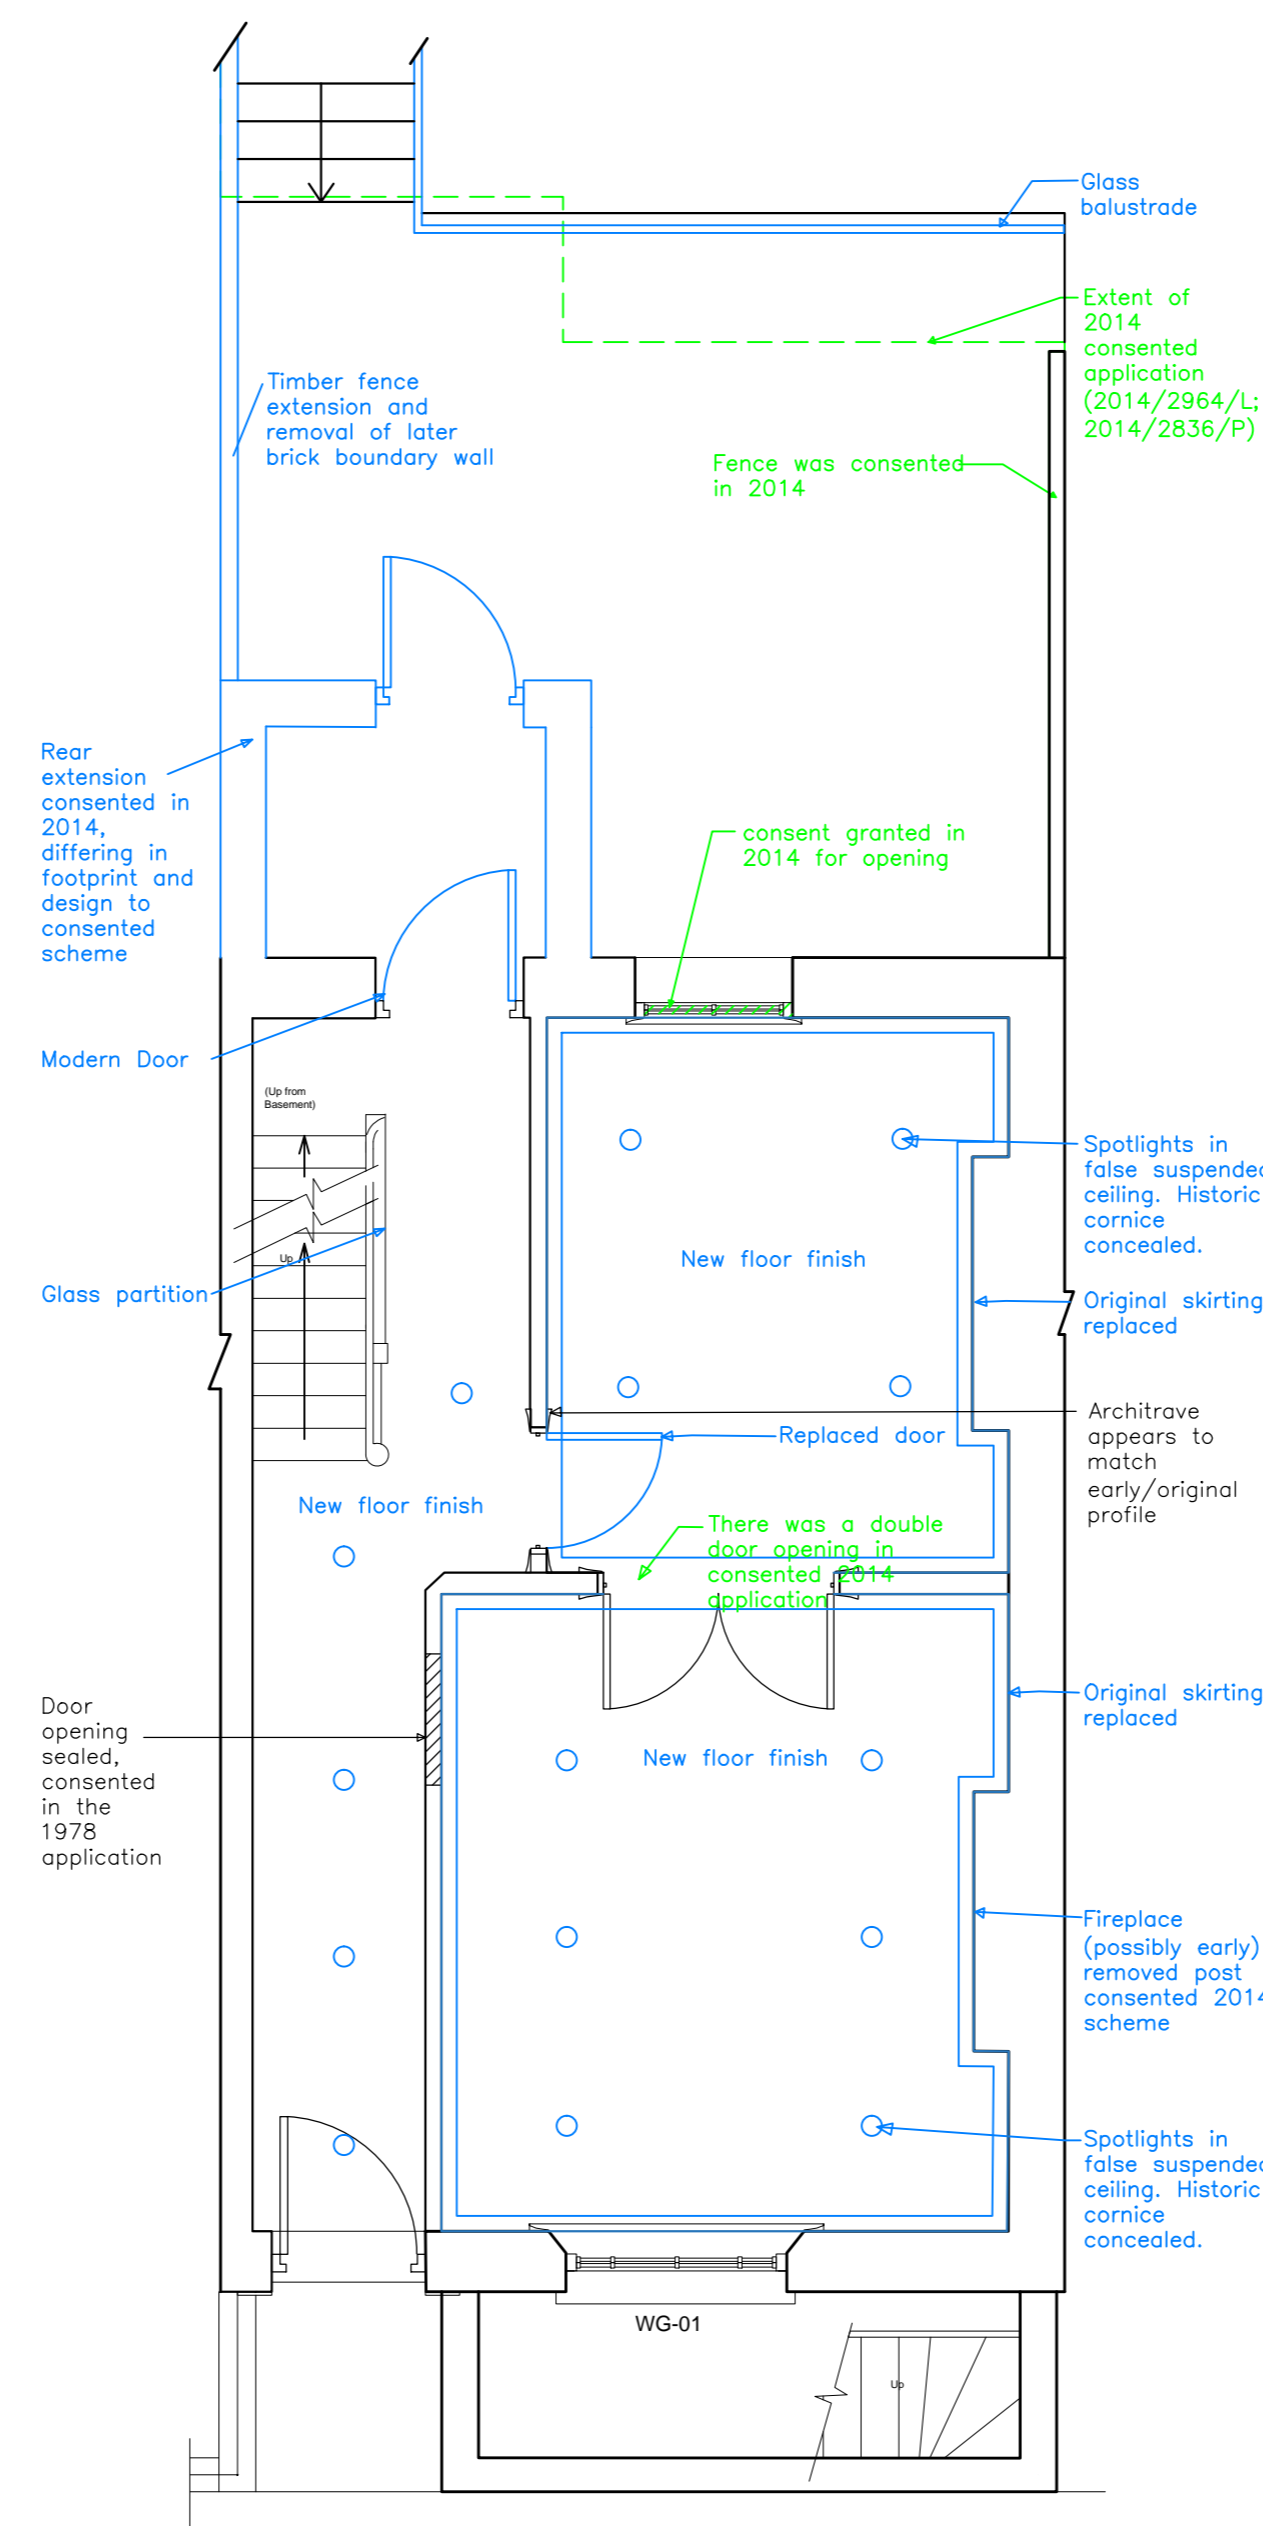 Glass
balustrade
Extent of
2014
consented
application
(2014/2964/L;
2014/2836/P)
Timber fence
extension and
removal of later
brick boundary wall
Fence was consented
in 2014
Rear
extension
consented in
2014,
differing in
footprint and
design to
consented
scheme
consent granted in
2014 for opening
Modern Door
(Up from
Basement)
Spotlights in
false suspended
ceiling. Historic
cornice
concealed.
New floor finish
Up
Glass partition
Original skirting
replaced
Architrave
appears to
match
early/original
profile
Replaced door
New floor finish
There was a double
door opening in
consented 2014
application
Door
opening
sealed,
consented
in the
1978
application
Original skirting
replaced
New floor finish
Fireplace
(possibly early)
removed post
consented 2014
scheme
Spotlights in
false suspended
ceiling. Historic
cornice
concealed.
WG-01
Up